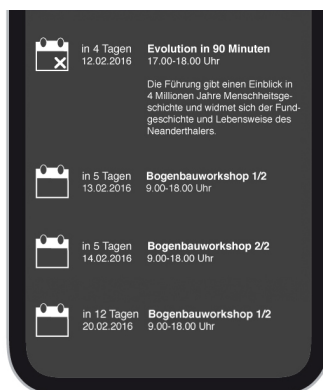 in 4 Tagen Evolution in 90 Minuten
12.02.2016 17.00-18.00 Uhr
Die Führung gibt einen Einblick in
4 Millionen Jahre Menschheitsge-
schichte und widmet sich der Fund-
geschichte und Lebensweise des
Neanderthalers.
in 5 Tagen Bogenbauworkshop 1/2
13.02.2016 9.00-18.00 Uhr
in 5 Tagen Bogenbauworkshop 2/2
14.02.2016 9.00-18.00 Uhr
in 12 Tagen Bogenbauworkshop 1/2
20.02.2016 9.00-18.00 Uhr